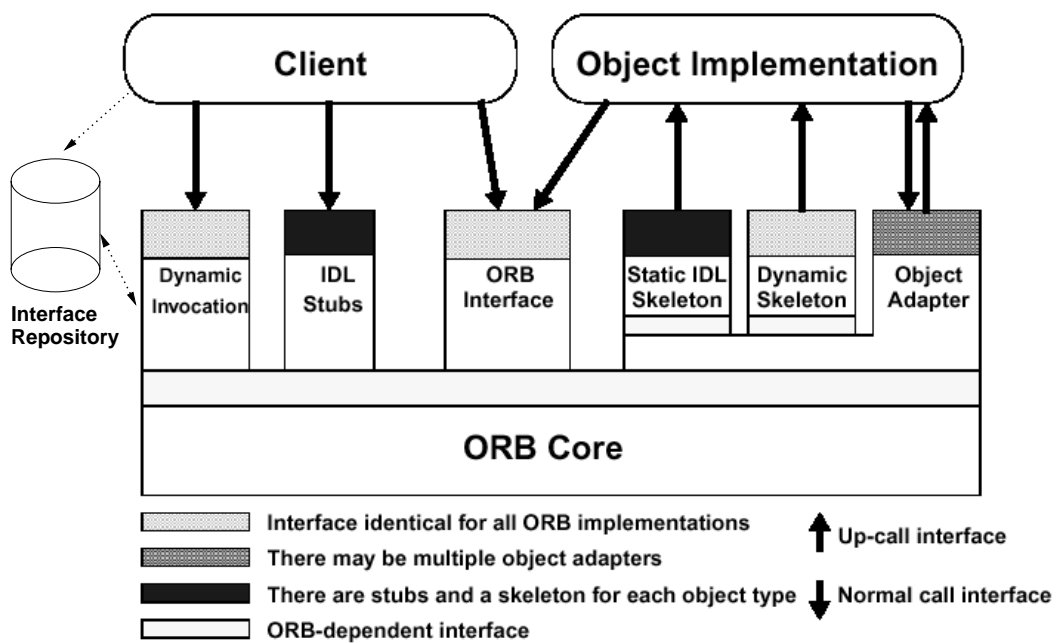 Client
Object Implementation
Dynamic
Invocation
IDL
Stubs
ORB
Interface
Static IDL
Skeleton
Dynamic
Skeleton
Object
Adapter
Interface
Repository
ORB Core
Interface identical for all ORB implementations
There may be multiple object adapters
There are stubs and a skeleton for each object type
ORB-dependent interface
Up-call interface
Normal call interface